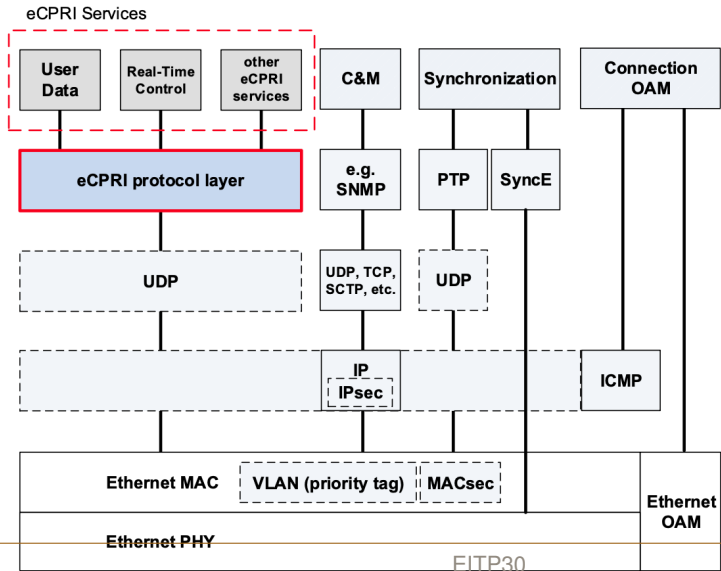 eCPRI Services
User
Data
Real-Time
Control
other
eCPRI
services
C&M
Synchronization
Connection
OAM
eCPRI protocol layer
e.g.
SNMP
PTP
SyncE
UDP
UDP, TCP,
SCTP, etc.
UDP
IP
IPsec
ICMP
Ethernet MAC
VLAN (priority tag)
MACsec
Ethernet
OAM
Ethernet PHY
EITP30